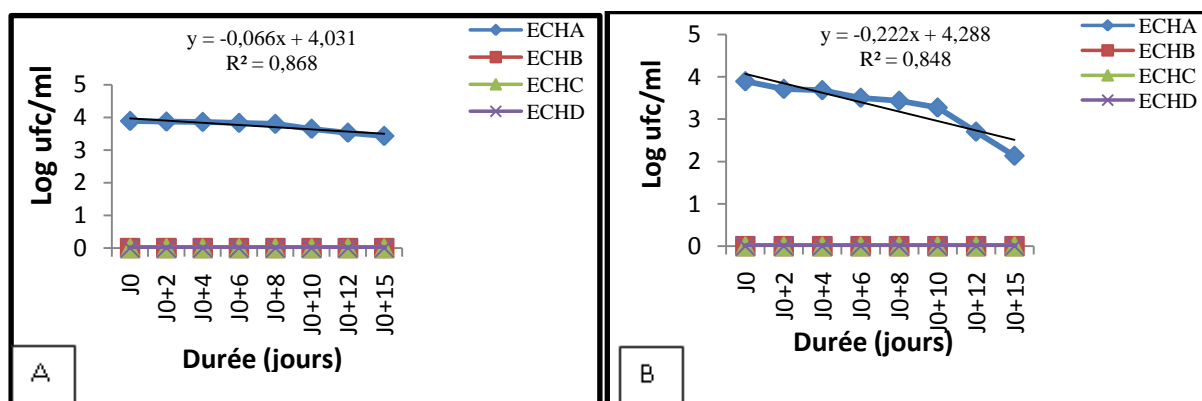 y = -0,066x + 4,031
R² = 0,868
ECHA
ECHB
ECHC
ECHD
Log ufc/ml
5
4
3
2
1
0
J0
J0+2
J0+4
J0+6
J0+8
J0+10
J0+12
J0+15
Durée (jours)
A
y = -0,222x + 4,288
R² = 0,848
ECHA
ECHB
ECHC
ECHD
Log ufc/ml
5
4
3
2
1
0
J0
J0+2
J0+4
J0+6
J0+8
J0+10
J0+12
J0+15
Durée (jours)
B